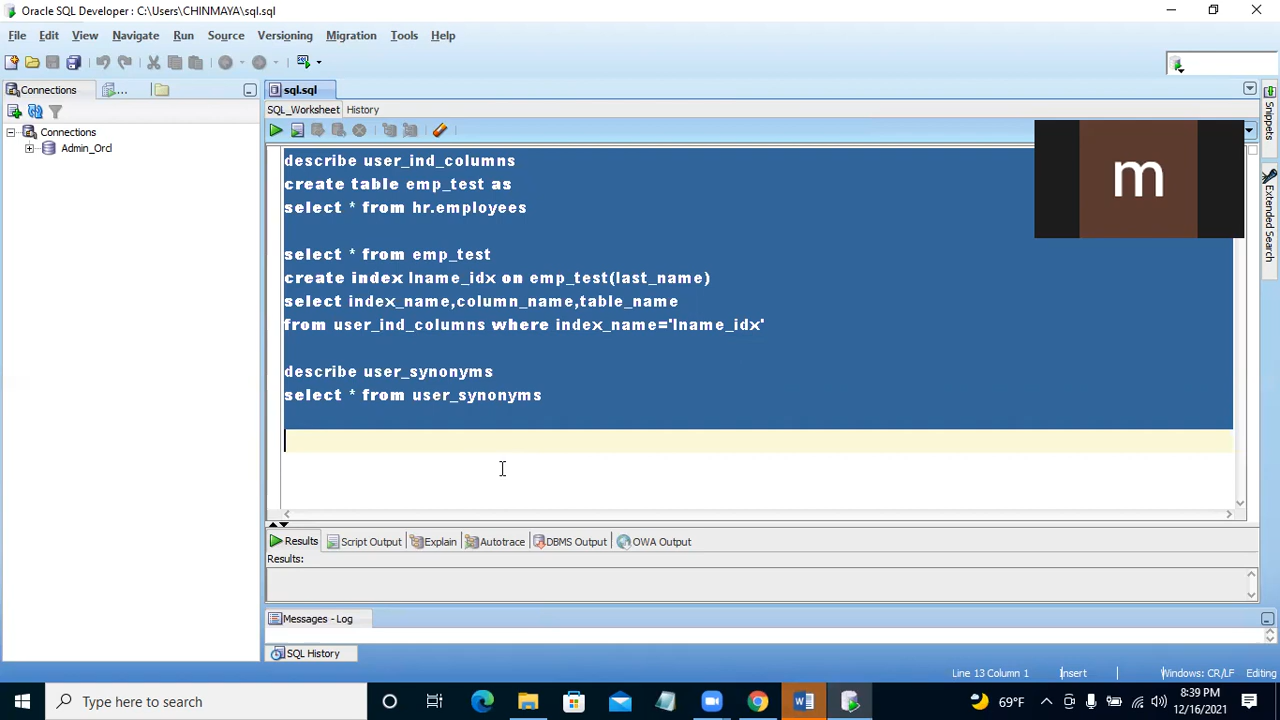 Oracle SQL Developer : C:\Users\CHINMAYA\sql.sql
File Edit View Navigate Run Source Versioning Migration Tools Help
Connections ... sql.sql
SQL_Worksheet History
Connections
Admin_Orcl
describe user_ind_columns
create table emp_test as
select * from hr.employees
select * from emp_test
create index lname_idx on emp_test(last_name)
select index_name,column_name,table_name
from user_ind_columns where index_name='lname_idx'
describe user_synonyms
select * from user_synonyms
m
Snippets
Extended Search
Results Script Output Explain Autotrace DBMS Output OWA Output
Results:
Messages - Log
SQL History
Line 13 Column 1 Insert Windows: CR/LF Editing
Type here to search
69°F
8:39 PM
12/16/2021